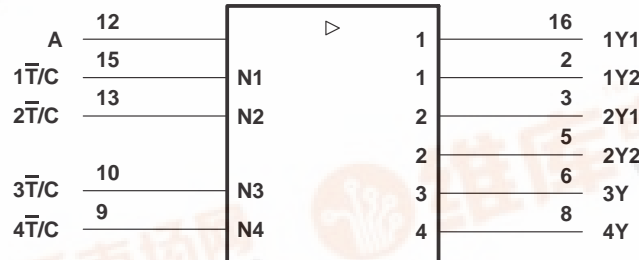 A 12 ▷ 1 16 1Y1
1T̅/C 15 N1 1 2 1Y2
2T̅/C 13 N2 2 3 2Y1
2 5 2Y2
3T̅/C 10 N3 3 6 3Y
4T̅/C 9 N4 4 8 4Y